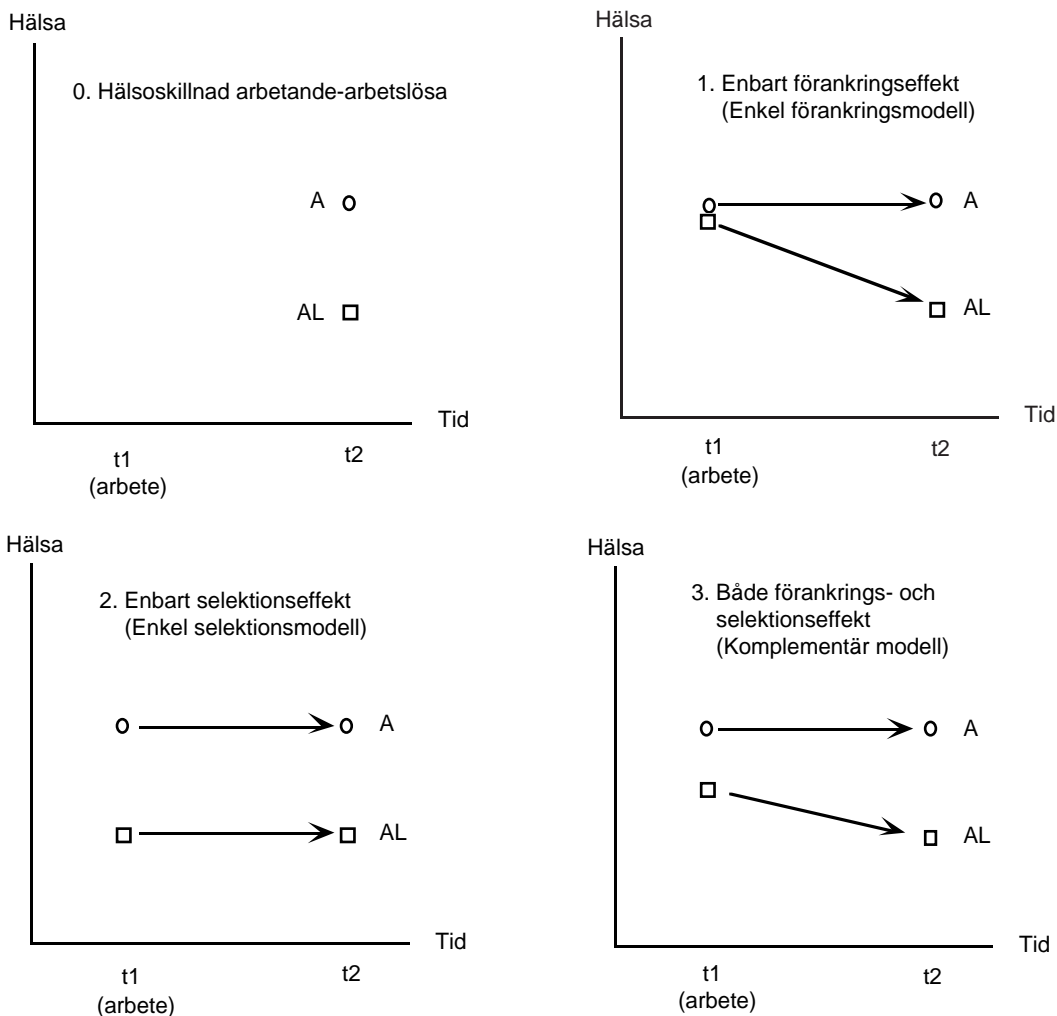 Hälsa
0. Hälsoskillnad arbetande-arbetslösa
A
AL
Tid
t1
(arbete)
t2
Hälsa
1. Enbart förankringseffekt
(Enkel förankringsmodell)
A
AL
Tid
t1
(arbete)
t2
Hälsa
2. Enbart selektionseffekt
(Enkel selektionsmodell)
A
AL
Tid
t1
(arbete)
t2
Hälsa
3. Både förankrings- och
selektionseffekt
(Komplementär modell)
A
AL
Tid
t1
(arbete)
t2